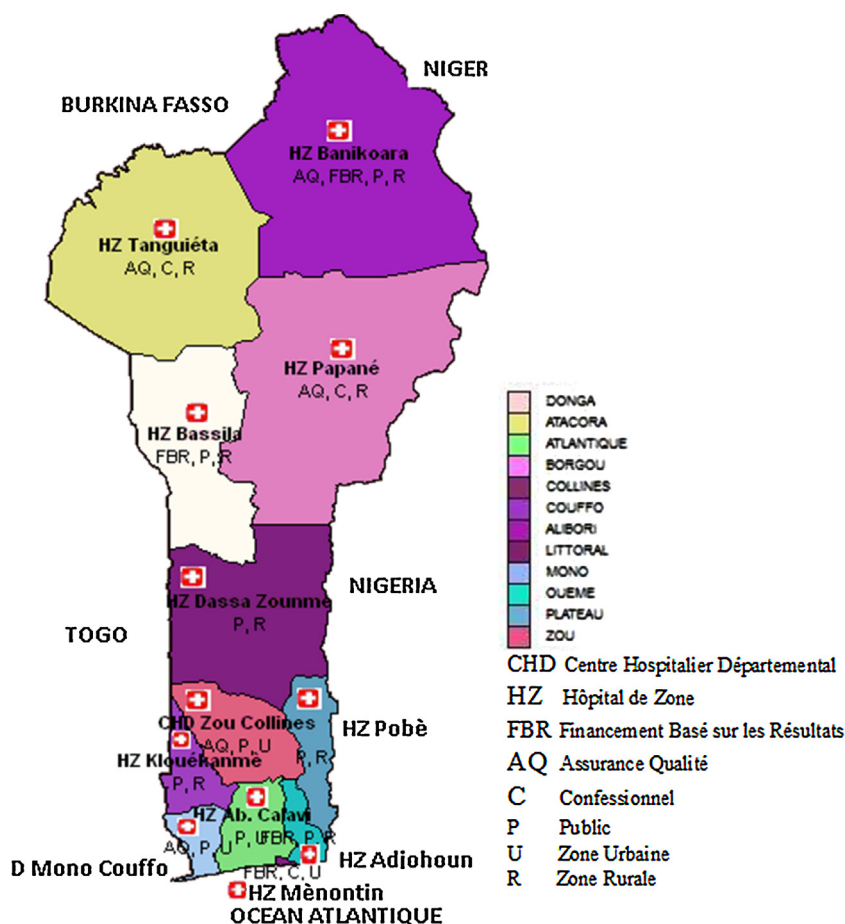 NIGER
BURKINA FASSO
HZ Banikoara
AQ, FBR, P, R
HZ Tanguiéta
AQ, C, R
HZ Papané
AQ, C, R
HZ Bassila
FBR, P, R
HZ Dassa Zounmè
P, R
NIGERIA
TOGO
CHD Zou Collines
AQ, P, U
HZ Pobè
P, R
HZ Klouékanmè
P, R
HZ Ab. Calavi
P, U
FBR, P, R
AQ, P, U
D Mono Couffo
HZ Adjohoun
FBR, C, U
HZ Mènontin
OCEAN ATLANTIQUE
DONGA
ATACORA
ATLANTIQUE
BORGOU
COLLINES
COUFFO
ALIBORI
LITTORAL
MONO
OUEME
PLATEAU
ZOU
CHD Centre Hospitalier Départemental
HZ Hôpital de Zone
FBR Financement Basé sur les Résultats
AQ Assurance Qualité
C Confessionnel
P Public
U Zone Urbaine
R Zone Rurale